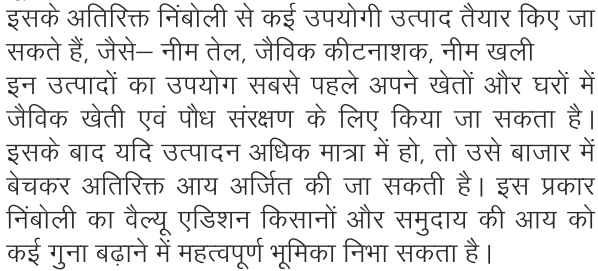 इसके अतिरिक्त निंबोली से कई उपयोगी उत्पाद तैयार किए जा
सकते हैं, जैसे– नीम तेल, जैविक कीटनाशक, नीम खली
इन उत्पादों का उपयोग सबसे पहले अपने खेतों और घरों में
जैविक खेती एवं पौध संरक्षण के लिए किया जा सकता है।
इसके बाद यदि उत्पादन अधिक मात्रा में हो, तो उसे बाजार में
बेचकर अतिरिक्त आय अर्जित की जा सकती है। इस प्रकार
निंबोली का वैल्यू एडिशन किसानों और समुदाय की आय को
कई गुना बढ़ाने में महत्वपूर्ण भूमिका निभा सकता है।